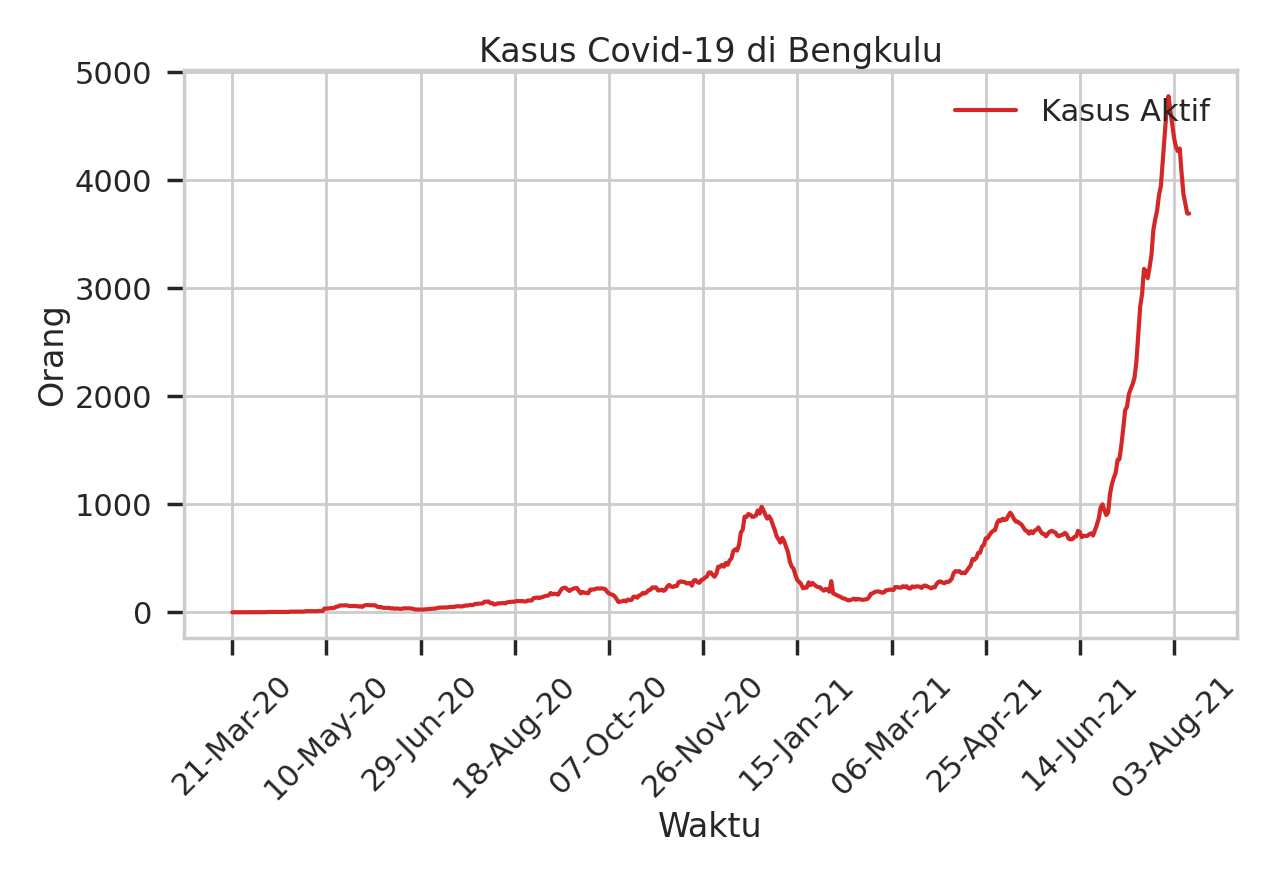 Kasus Covid-19 di Bengkulu
Kasus Aktif
Orang
5000
4000
3000
2000
1000
0
21-Mar-20
10-May-20
29-Jun-20
18-Aug-20
07-Oct-20
26-Nov-20
15-Jan-21
06-Mar-21
25-Apr-21
14-Jun-21
03-Aug-21
Waktu